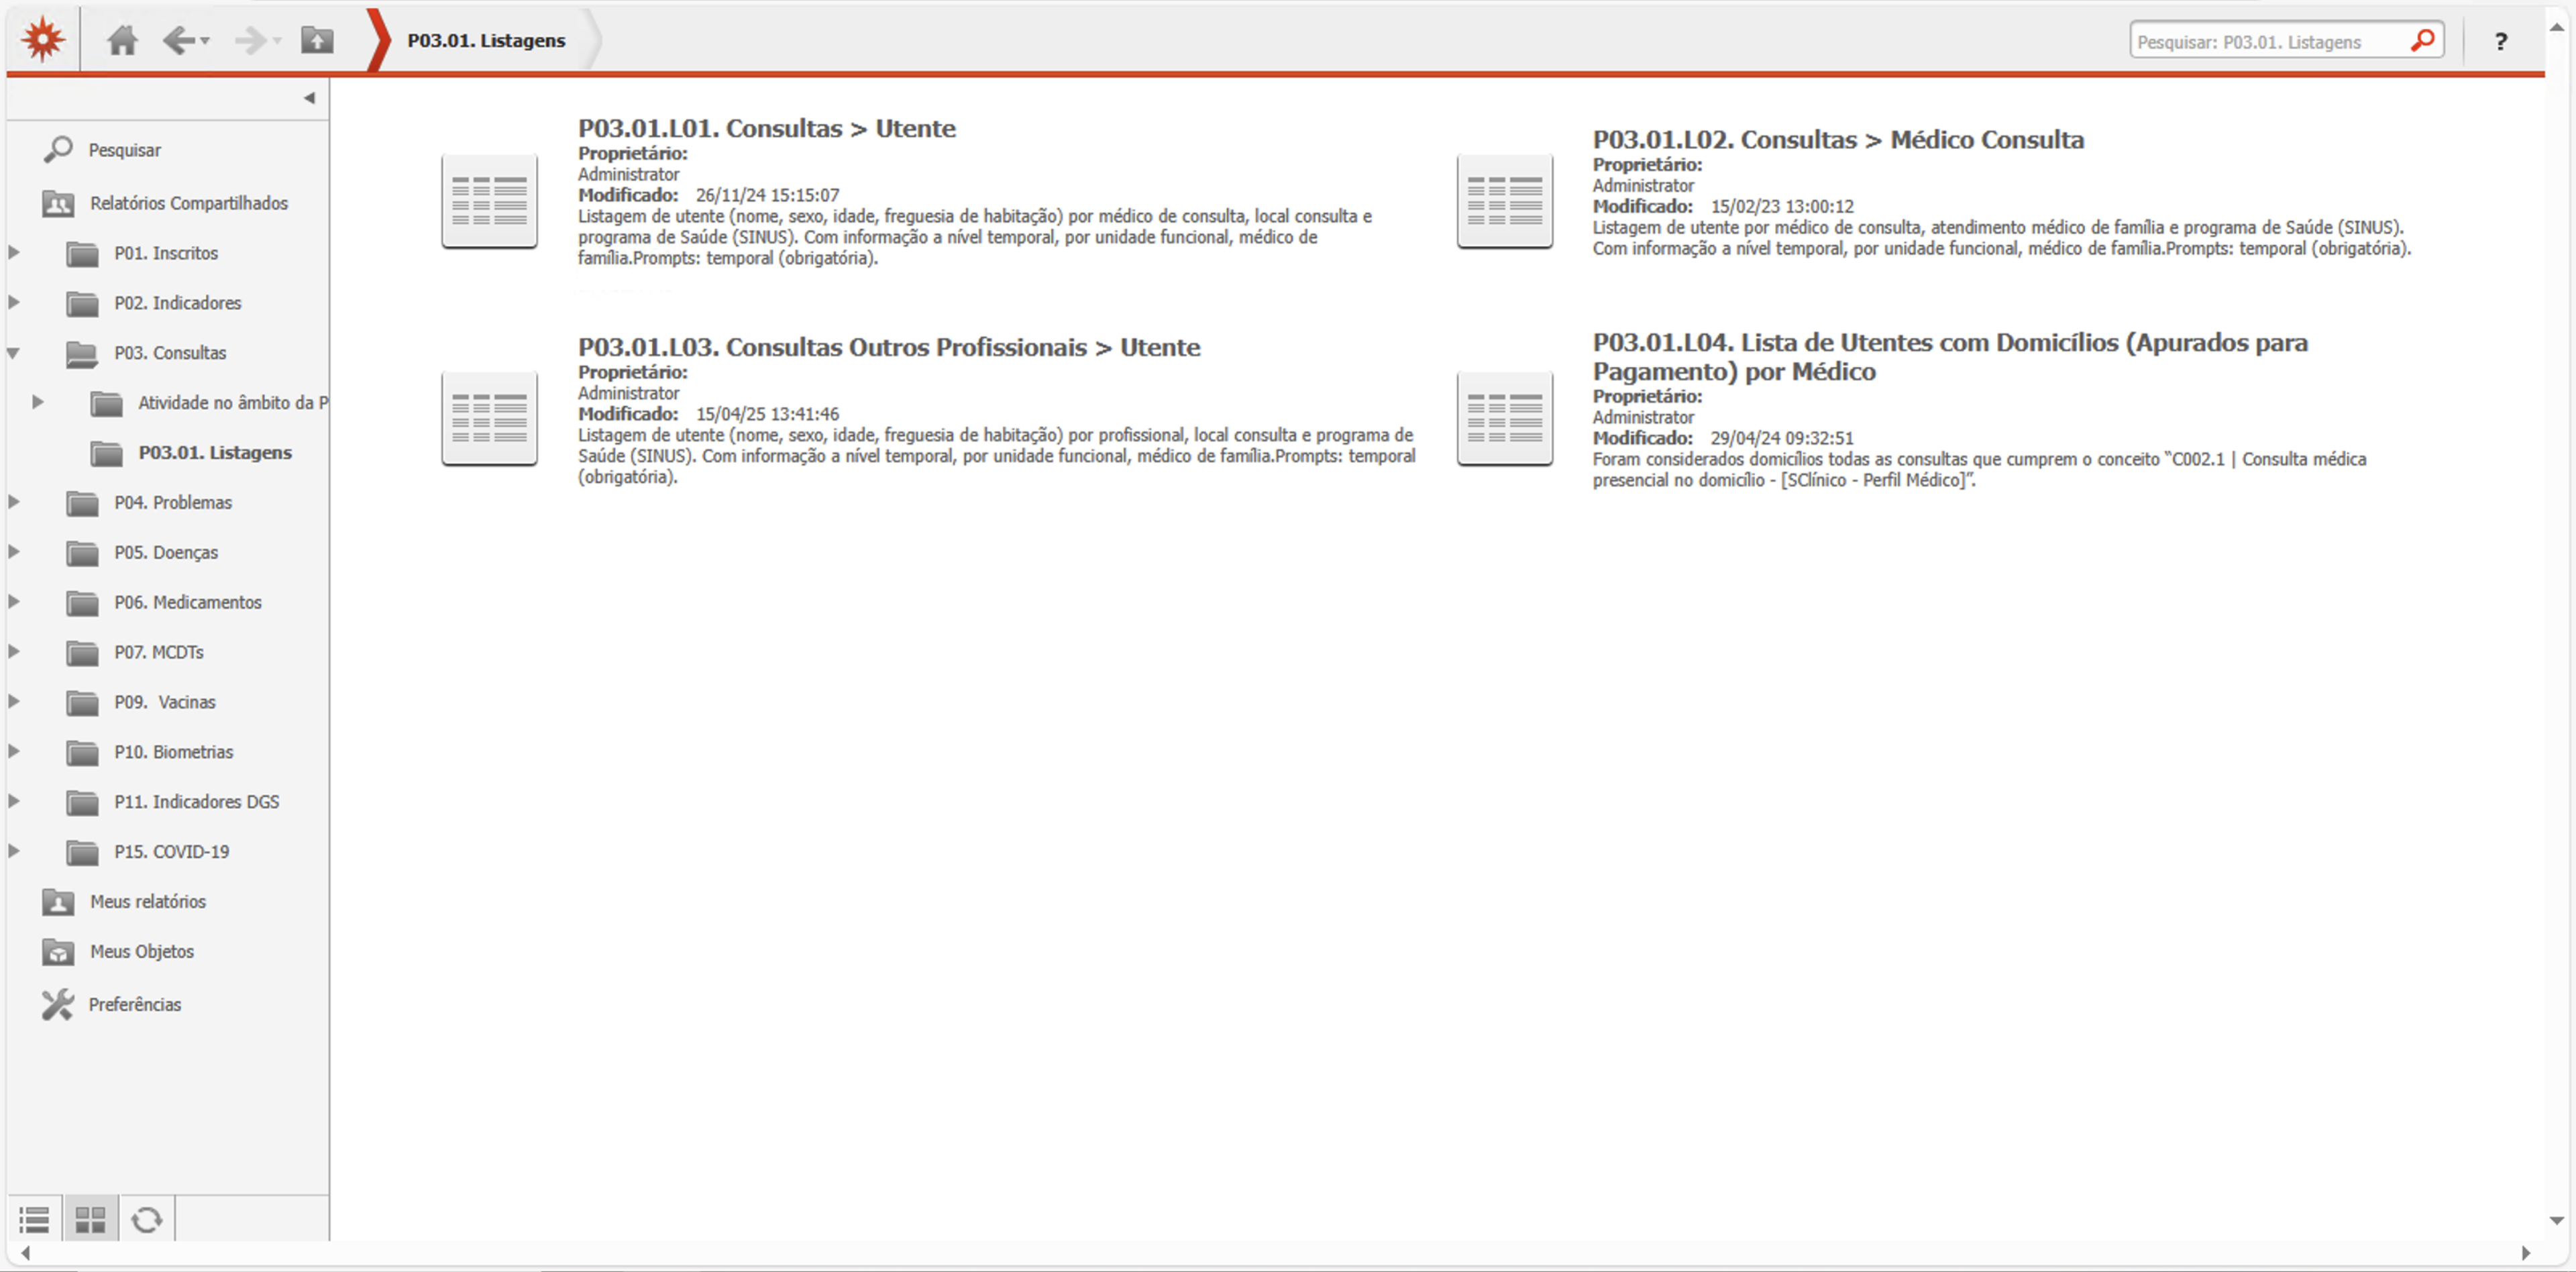 P03.01. Listagens
Pesquisar: P03.01. Listagens
?
Pesquisar
Relatórios Compartilhados
P01. Inscritos
P02. Indicadores
P03. Consultas
Atividade no âmbito da P
P03.01. Listagens
P04. Problemas
P05. Doenças
P06. Medicamentos
P07. MCDTs
P09.  Vacinas
P10. Biometrias
P11. Indicadores DGS
P15. COVID-19
Meus relatórios
Meus Objetos
Preferências
P03.01.L01. Consultas > Utente
Proprietário:
Administrator
Modificado: 26/11/24 15:15:07
Listagem de utente (nome, sexo, idade, freguesia de habitação) por médico de consulta, local consulta e
programa de Saúde (SINUS). Com informação a nível temporal, por unidade funcional, médico de
família.Prompts: temporal (obrigatória).
P03.01.L02. Consultas > Médico Consulta
Proprietário:
Administrator
Modificado: 15/02/23 13:00:12
Listagem de utente por médico de consulta, atendimento médico de família e programa de Saúde (SINUS).
Com informação a nível temporal, por unidade funcional, médico de família.Prompts: temporal (obrigatória).
P03.01.L03. Consultas Outros Profissionais > Utente
Proprietário:
Administrator
Modificado: 15/04/25 13:41:46
Listagem de utente (nome, sexo, idade, freguesia de habitação) por profissional, local consulta e programa de
Saúde (SINUS). Com informação a nível temporal, por unidade funcional, médico de família.Prompts: temporal
(obrigatória).
P03.01.L04. Lista de Utentes com Domicílios (Apurados para
Pagamento) por Médico
Proprietário:
Administrator
Modificado: 29/04/24 09:32:51
Foram considerados domicílios todas as consultas que cumprem o conceito “C002.1 | Consulta médica
presencial no domicílio - [SClínico - Perfil Médico]”.